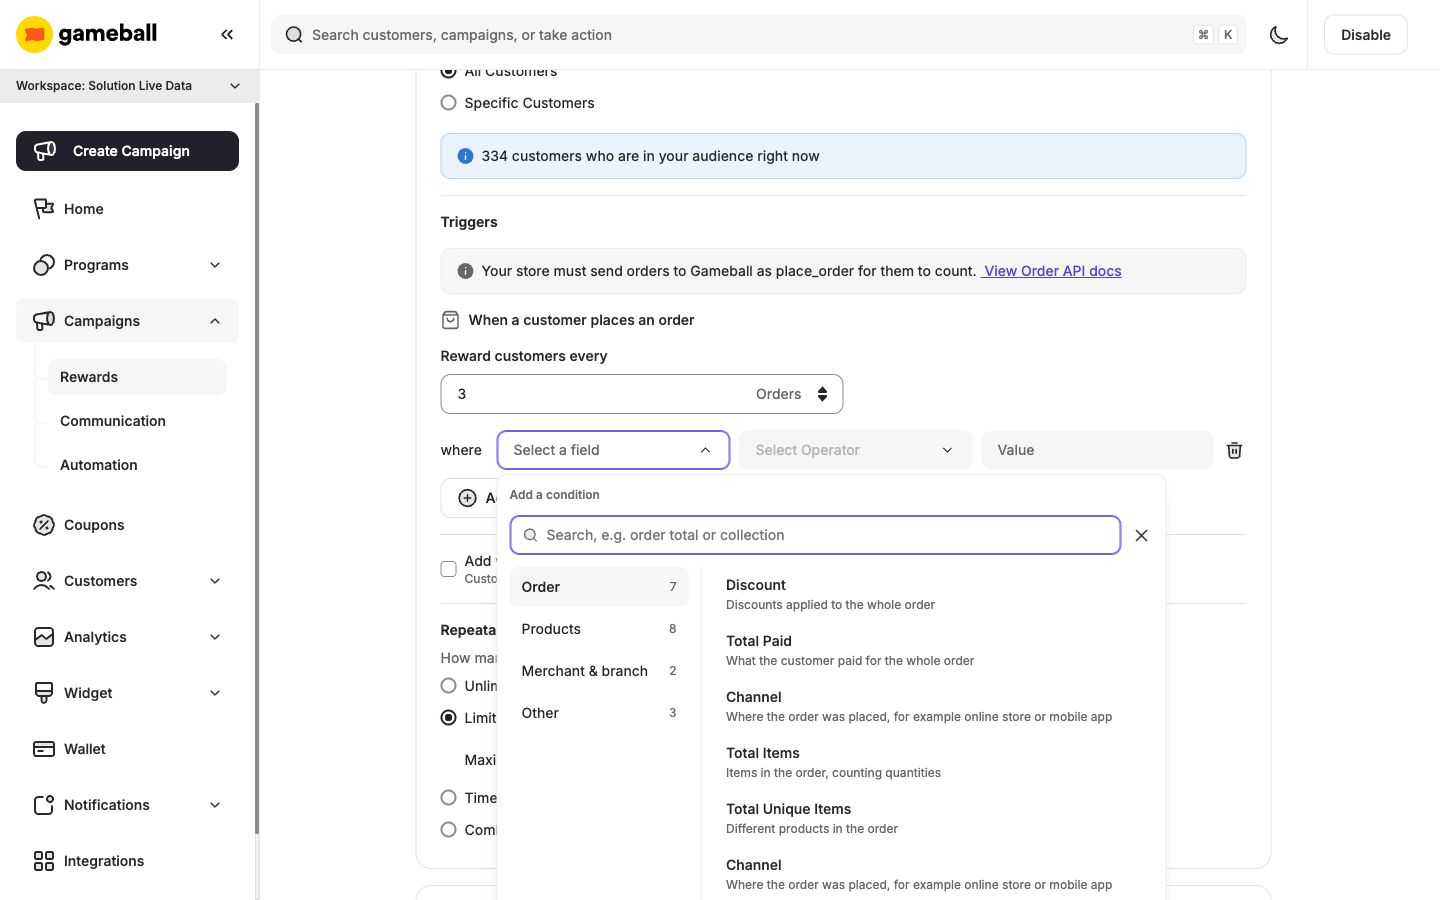 gameball
Search customers, campaigns, or take action
⌘ K
Disable
Workspace: Solution Live Data
Create Campaign
Home
Programs
Campaigns
Rewards
Communication
Automation
Coupons
Customers
Analytics
Widget
Wallet
Notifications
Integrations
All Customers
Specific Customers
334 customers who are in your audience right now
Triggers
Your store must send orders to Gameball as place_order for them to count. View Order API docs
When a customer places an order
Reward customers every
3 Orders
where Select a field Select Operator Value
Add a condition
Search, e.g. order total or collection
Add
Order 7
Products 8
Merchant & branch 2
Other 3
Discount
Discounts applied to the whole order
Total Paid
What the customer paid for the whole order
Channel
Where the order was placed, for example online store or mobile app
Total Items
Items in the order, counting quantities
Total Unique Items
Different products in the order
Channel
Where the order was placed, for example online store or mobile app